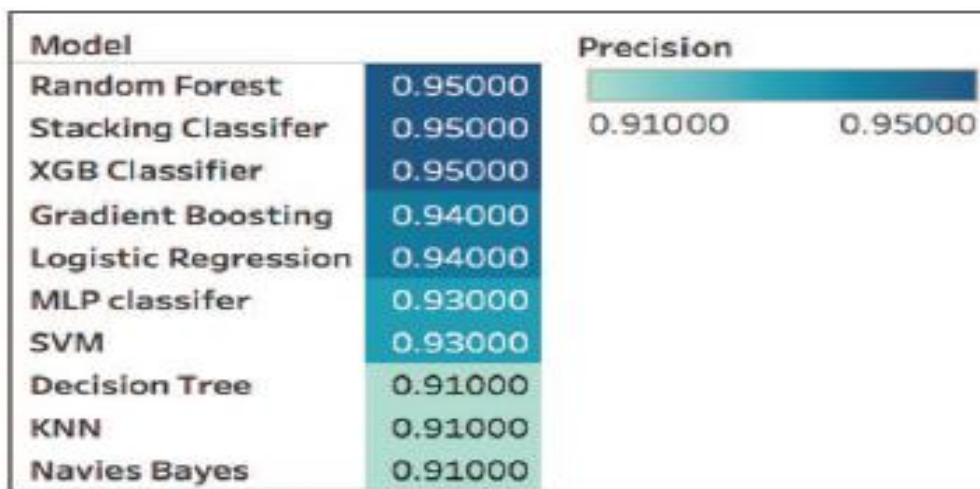 Model
Random Forest 0.95000
Stacking Classifer 0.95000
XGB Classifier 0.95000
Gradient Boosting 0.94000
Logistic Regression 0.94000
MLP classifer 0.93000
SVM 0.93000
Decision Tree 0.91000
KNN 0.91000
Navies Bayes 0.91000
Precision
0.91000 0.95000